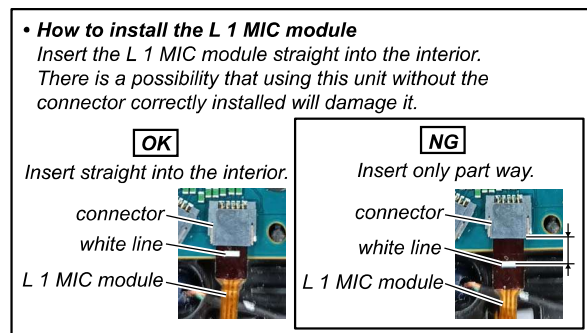 • How to install the L 1 MIC module
Insert the L 1 MIC module straight into the interior.
There is a possibility that using this unit without the
connector correctly installed will damage it.
OK
Insert straight into the interior.
connector
white line
L 1 MIC module
NG
Insert only part way.
connector
white line
L 1 MIC module